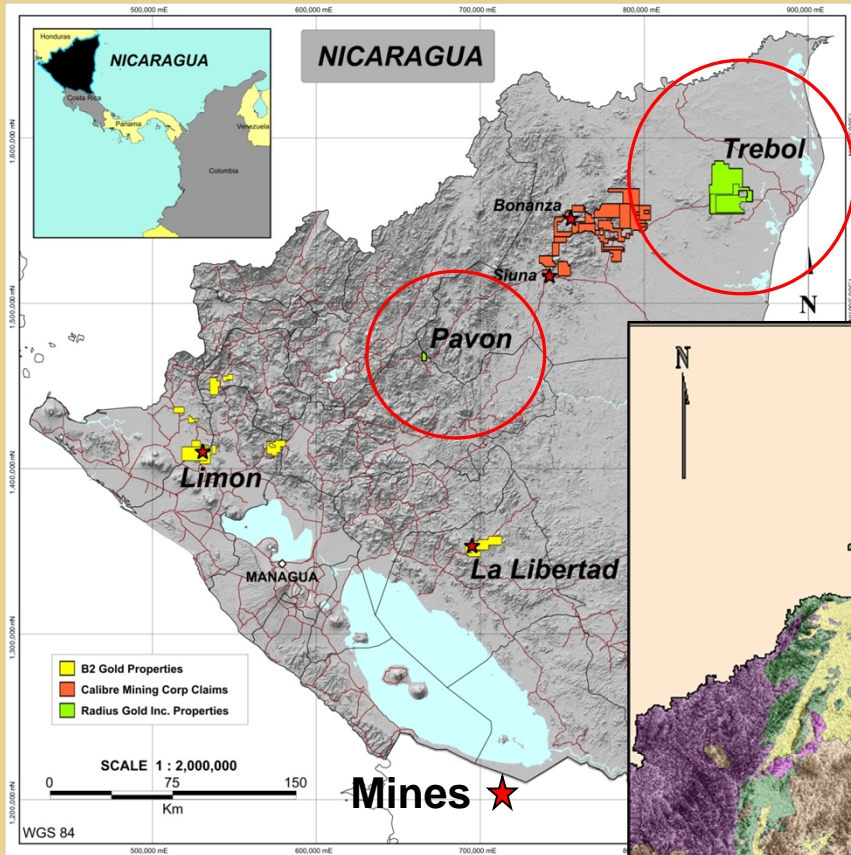 500,000 mE 600,000 mE 700,000 mE 800,000 mE 900,000 mE
Honduras
NICARAGUA
Costa Rica
Panama
Venezuela
Colombia
NICARAGUA
1,600,000 mN
Trebol
Bonanza
Siuna
N
1,500,000 mN
Pavon
N
Limon
1,400,000 mN
La Libertad
MANAGUA
1,300,000 mN
B2 Gold Properties
Calibre Mining Corp Claims
Radius Gold Inc. Properties
SCALE 1 : 2,000,000
0 75 150
Km
Mines
1,200,000 mN
WGS 84
500,000 mE 600,000 mE 700,000 mE